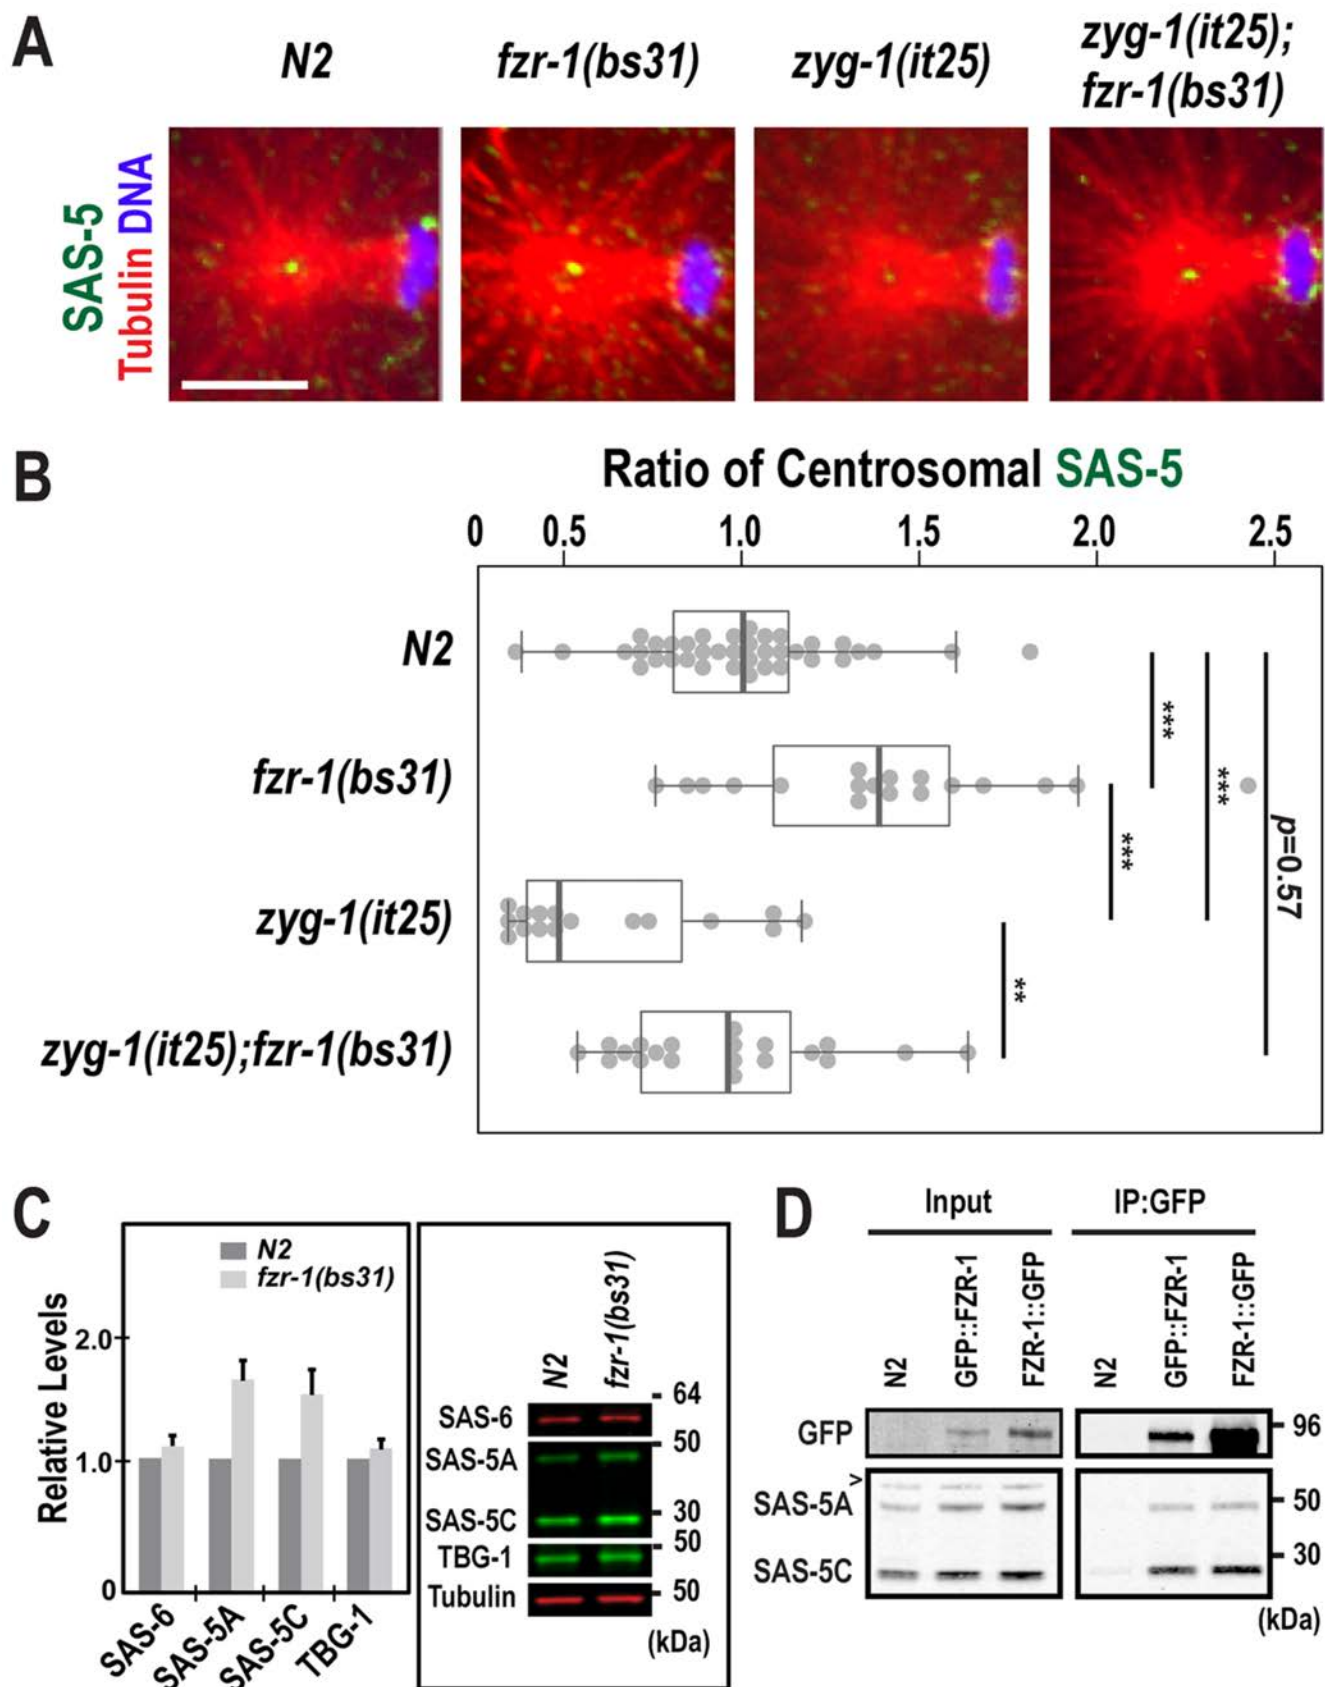 A
N2
fzr-1(bs31)
zyg-1(it25)
zyg-1(it25);
fzr-1(bs31)
SAS-5
Tubulin DNA
B
Ratio of Centrosomal SAS-5
0 0.5 1.0 1.5 2.0 2.5
N2
fzr-1(bs31)
zyg-1(it25)
zyg-1(it25);fzr-1(bs31)
***
***
***
**
p=0.57
C
Relative Levels
2.0
1.0
0
N2
fzr-1(bs31)
SAS-6
SAS-5A
SAS-5C
TBG-1
N2
fzr-1(bs31)
SAS-6
SAS-5A
SAS-5C
TBG-1
Tubulin
64
50
30
50
50
(kDa)
D
Input
IP:GFP
N2
GFP::FZR-1
FZR-1::GFP
N2
GFP::FZR-1
FZR-1::GFP
GFP
>
SAS-5A
SAS-5C
96
50
30
(kDa)